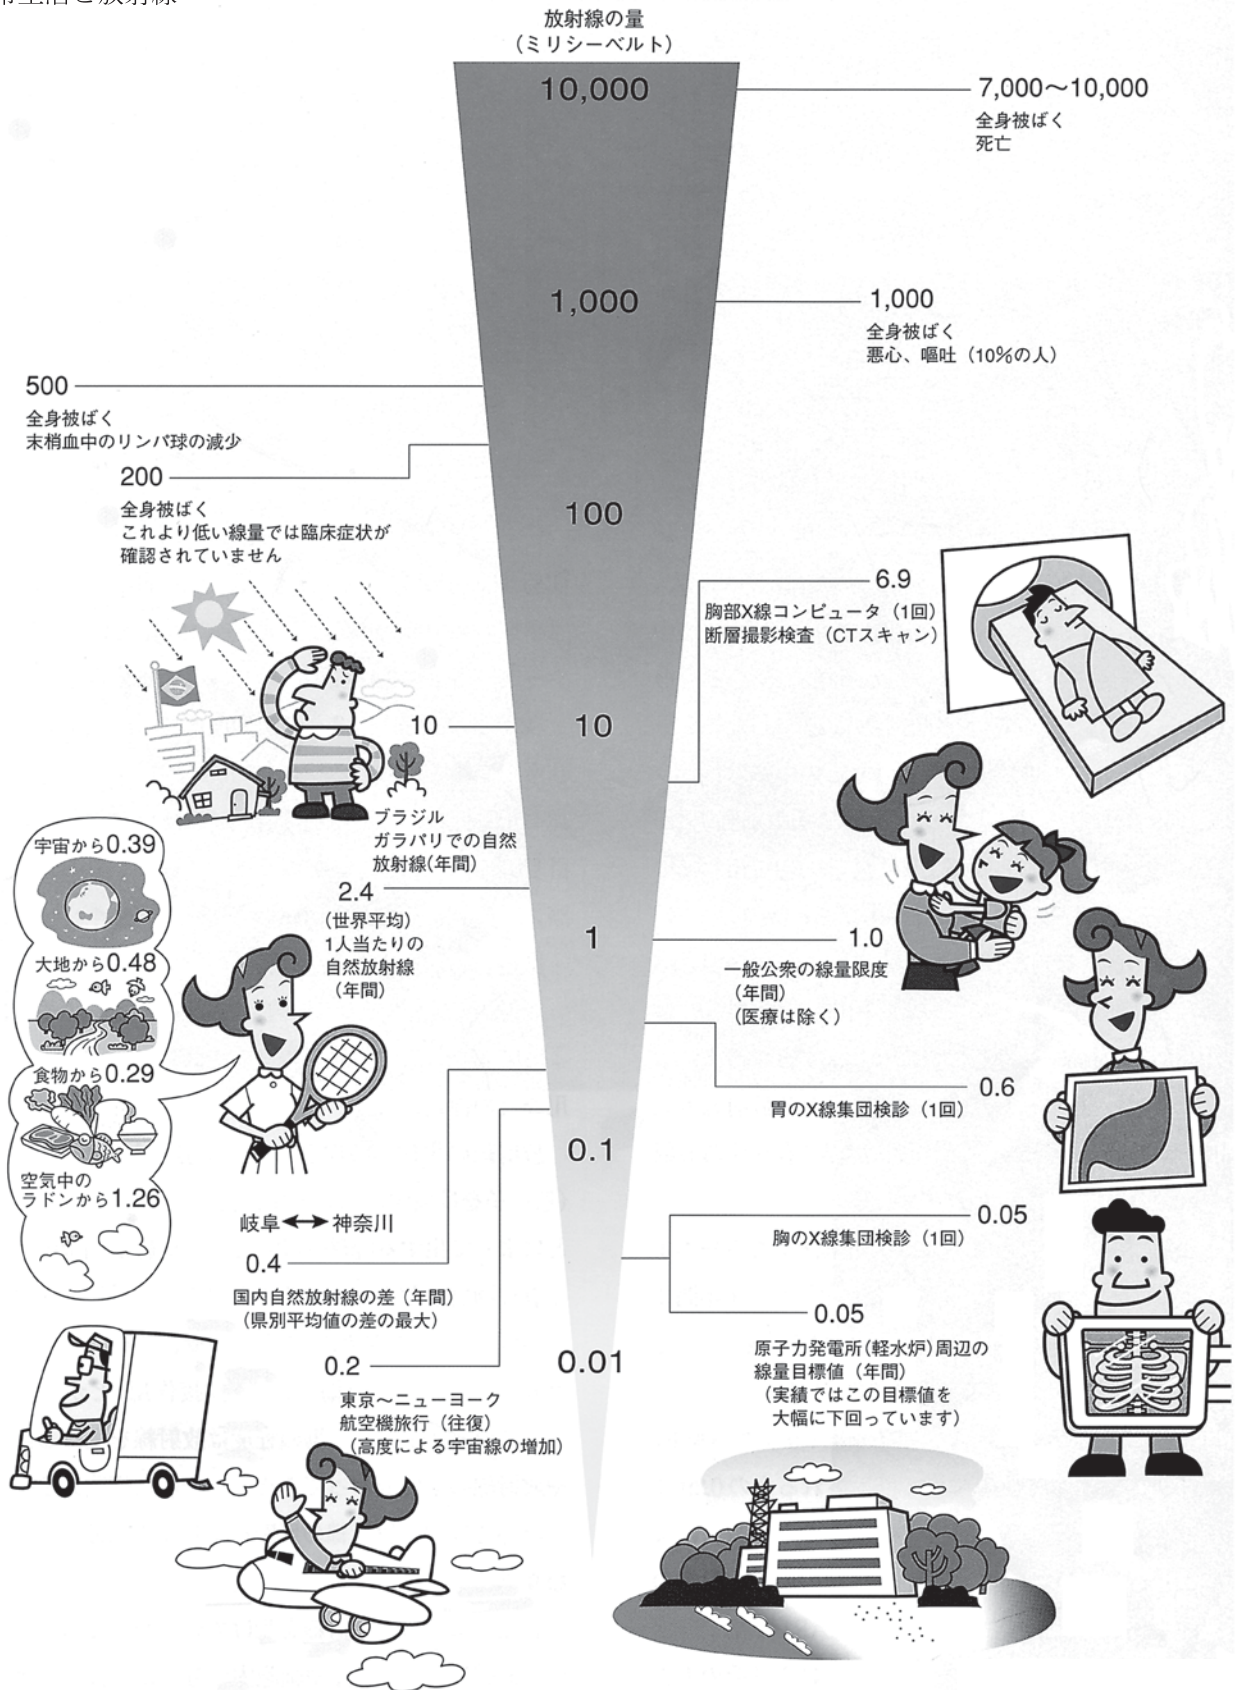 常生活と放射線
放射線の量
（ミリシーベルト）
10,000
1,000
100
10
1
0.1
0.01
7,000～10,000
全身被ばく
死亡
1,000
全身被ばく
悪心、嘔吐（10％の人）
500
全身被ばく
末梢血中のリンパ球の減少
200
全身被ばく
これより低い線量では臨床症状が
確認されていません
6.9
胸部X線コンピュータ（1回）
断層撮影検査（CTスキャン）
10
ブラジル
ガラパリでの自然
放射線(年間)
2.4
(世界平均)
1人当たりの
自然放射線
（年間）
宇宙から0.39
大地から0.48
食物から0.29
空気中の
ラドンから1.26
1.0
一般公衆の線量限度
（年間）
（医療は除く）
0.6
胃のX線集団検診（1回）
岐阜⟷神奈川
0.4
国内自然放射線の差（年間）
（県別平均値の差の最大）
0.05
胸のX線集団検診（1回）
0.05
原子力発電所(軽水炉)周辺の
線量目標値（年間）
（実績ではこの目標値を
大幅に下回っています）
0.2
東京～ニューヨーク
航空機旅行（往復）
（高度による宇宙線の増加）